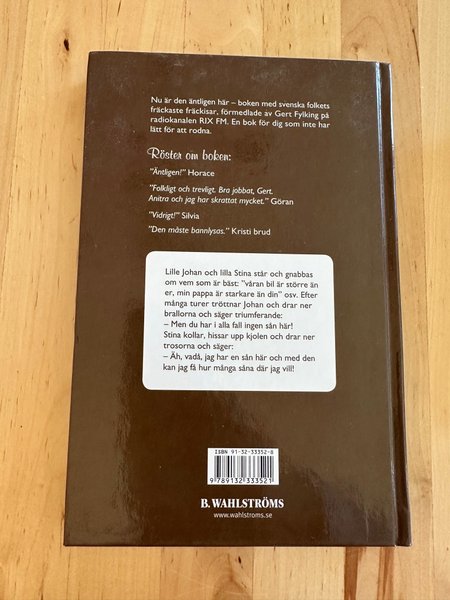 Nu är den äntligen här – boken med svenska folkets
fräckaste fräckisar, förmedlade av Gert Fylking på
radiokanalen RIX FM. En bok för dig som inte har
lätt för att rodna.
Röster om boken:
"Äntligen!" Horace
"Folkligt och trevligt. Bra jobbat, Gert.
Anitra och jag har skrattat mycket." Göran
"Vidrigt!" Silvia
"Den måste bannlysas." Kristi brud
Lille Johan och lilla Stina står och gnabbas
om vem som är bäst: "våran bil är större än
er, min pappa är starkare än din" osv. Efter
många turer tröttnar Johan och drar ner
brallorna och säger triumferande:
– Men du har i alla fall ingen sån här!
Stina kollar, hissar upp kjolen och drar ner
trosorna och säger:
– Äh, vadå, jag har en sån här och med den
kan jag få hur många såna där jag vill!
ISBN 91-32-33352-8
9 789132 333521
B. WAHLSTRÖMS
www.wahlstroms.se